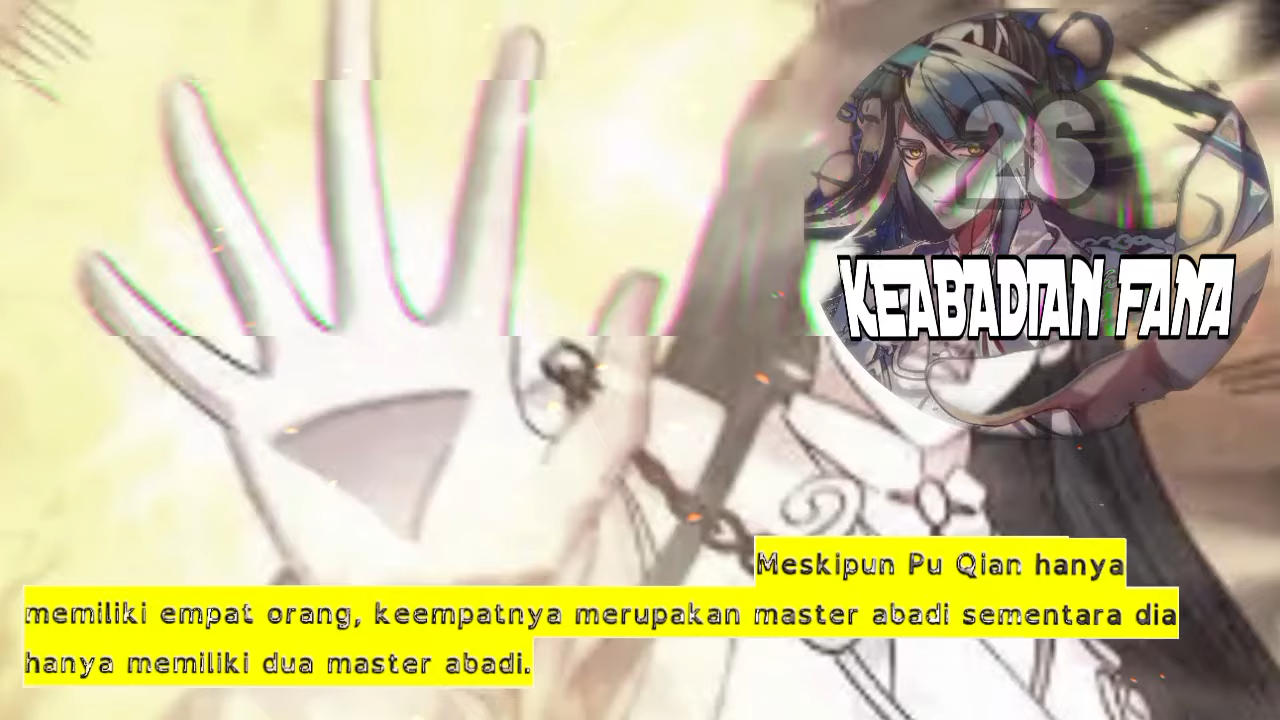 26
KEABADIAN FANA
Meskipun Pu Qian hanya
memiliki empat orang, keempatnya merupakan master abadi sementara dia
hanya memiliki dua master abadi.